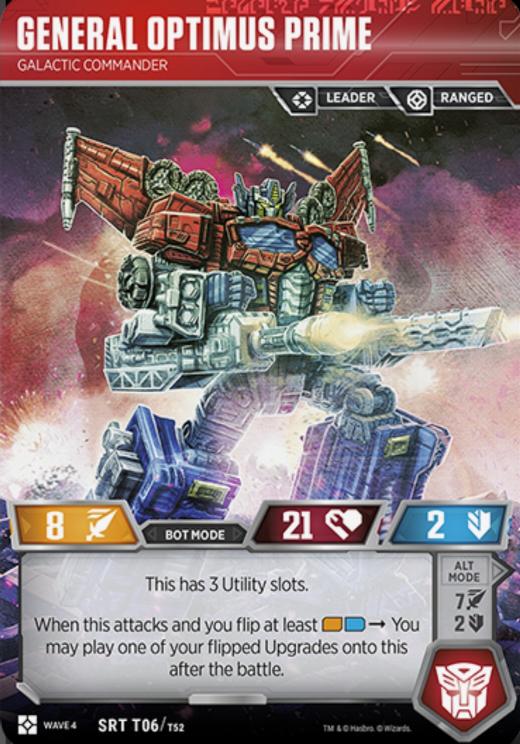 GENERAL OPTIMUS PRIME
GALACTIC COMMANDER
LEADER
RANGED
8
BOT MODE
21
2
This has 3 Utility slots.
When this attacks and you flip at least → You
may play one of your flipped Upgrades onto this
after the battle.
ALT
MODE
7
2
WAVE 4
SRT T06/T52
TM & © Hasbro. © Wizards.